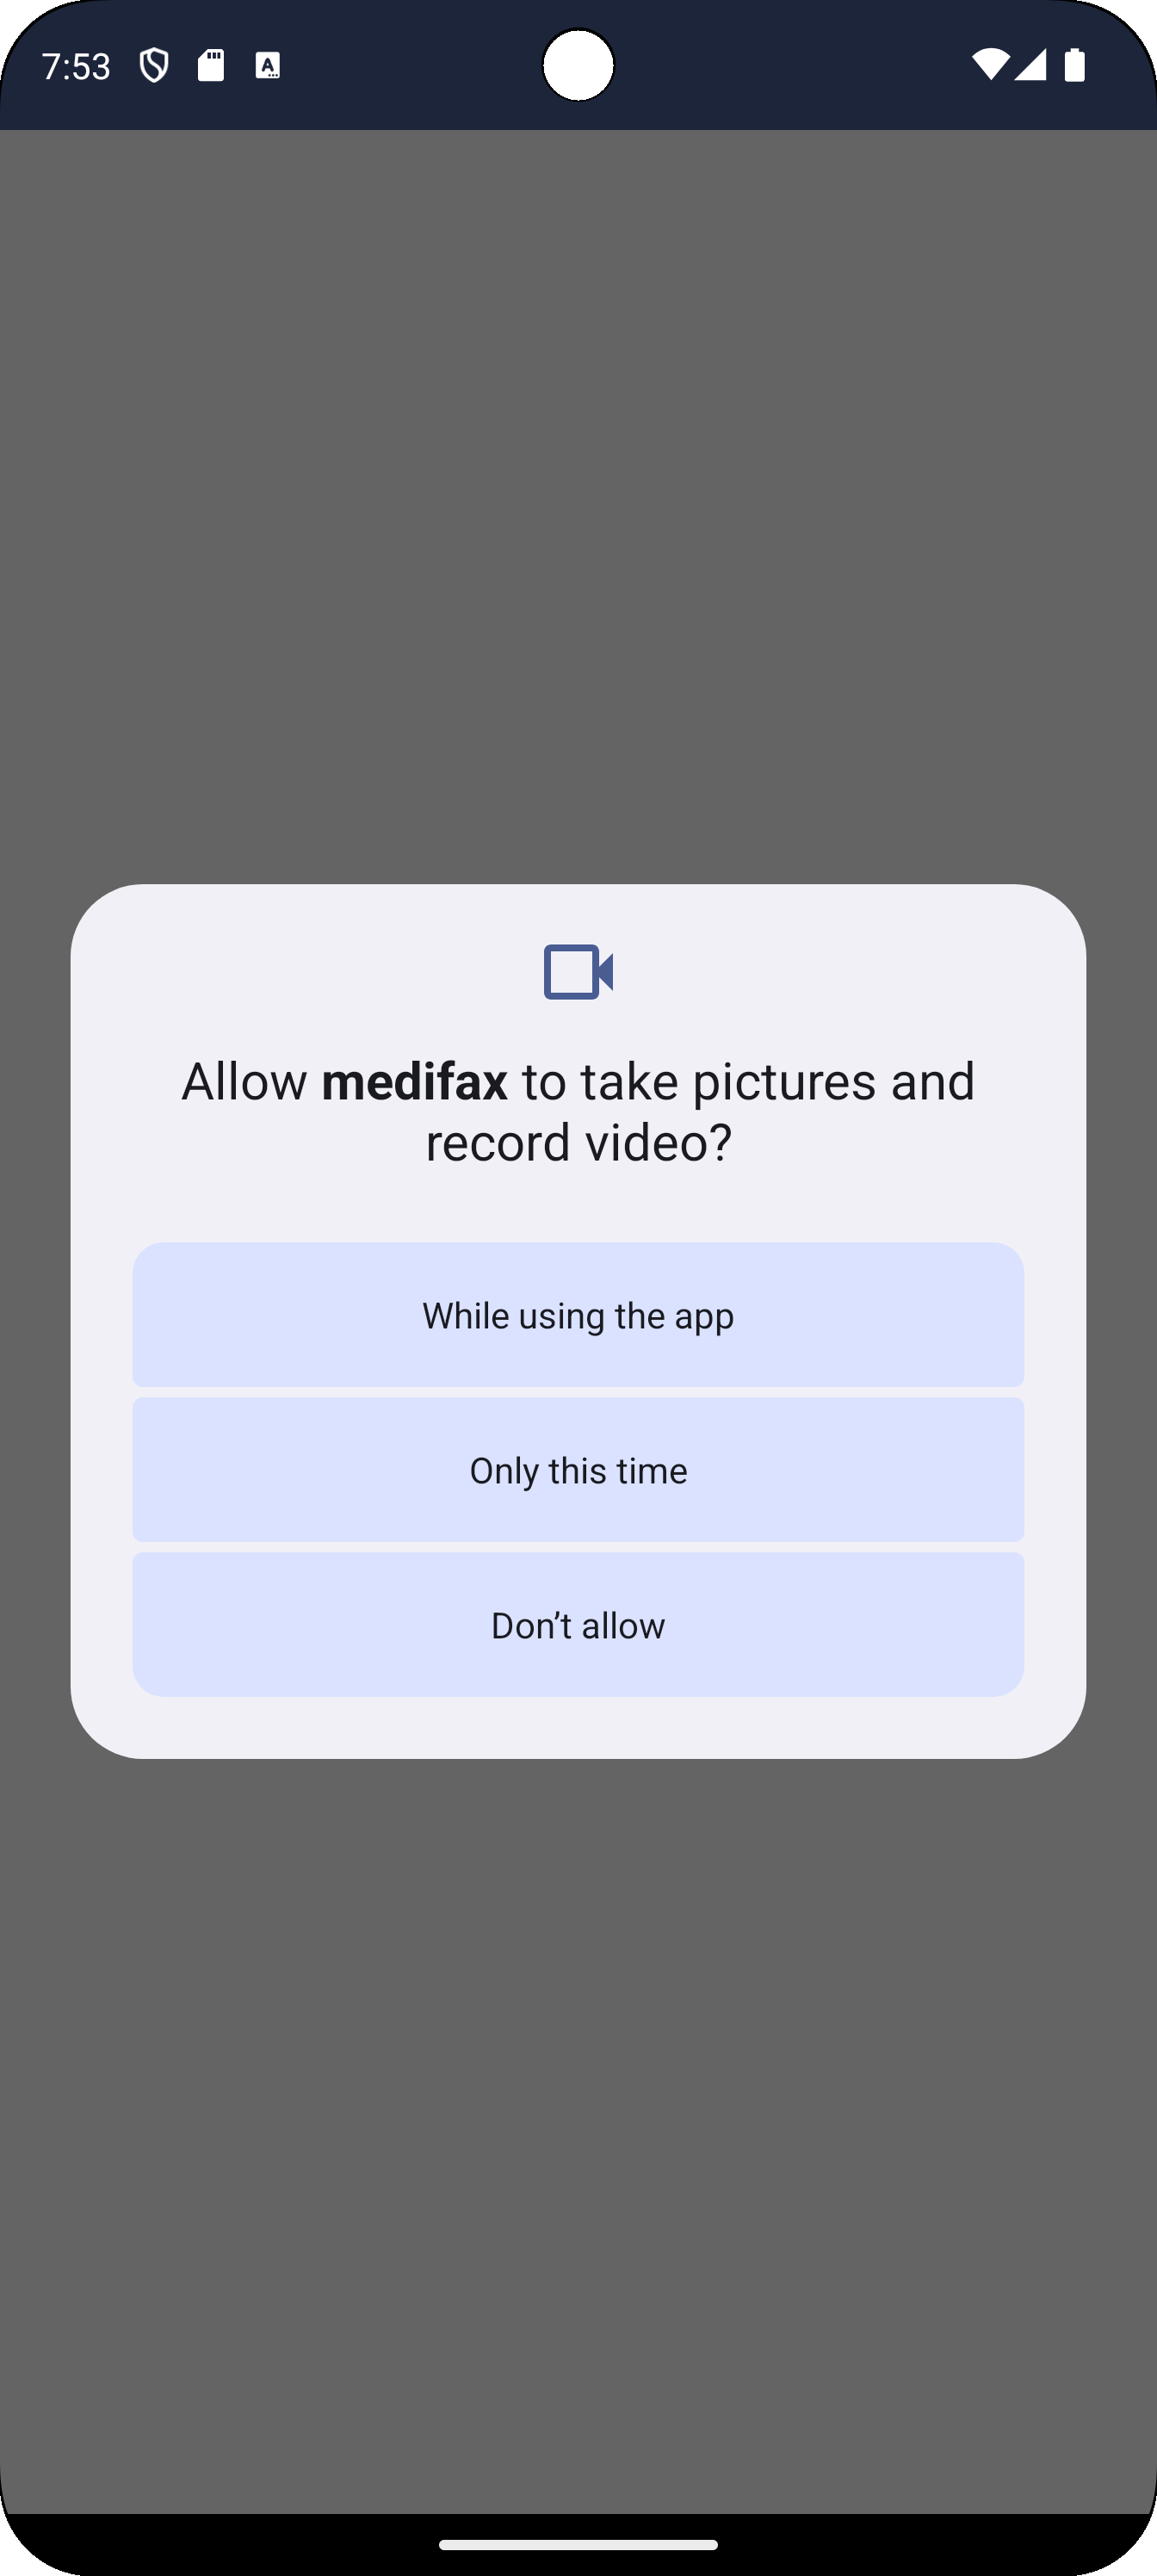 7:53
Allow medifax to take pictures and
record video?
While using the app
Only this time
Don’t allow